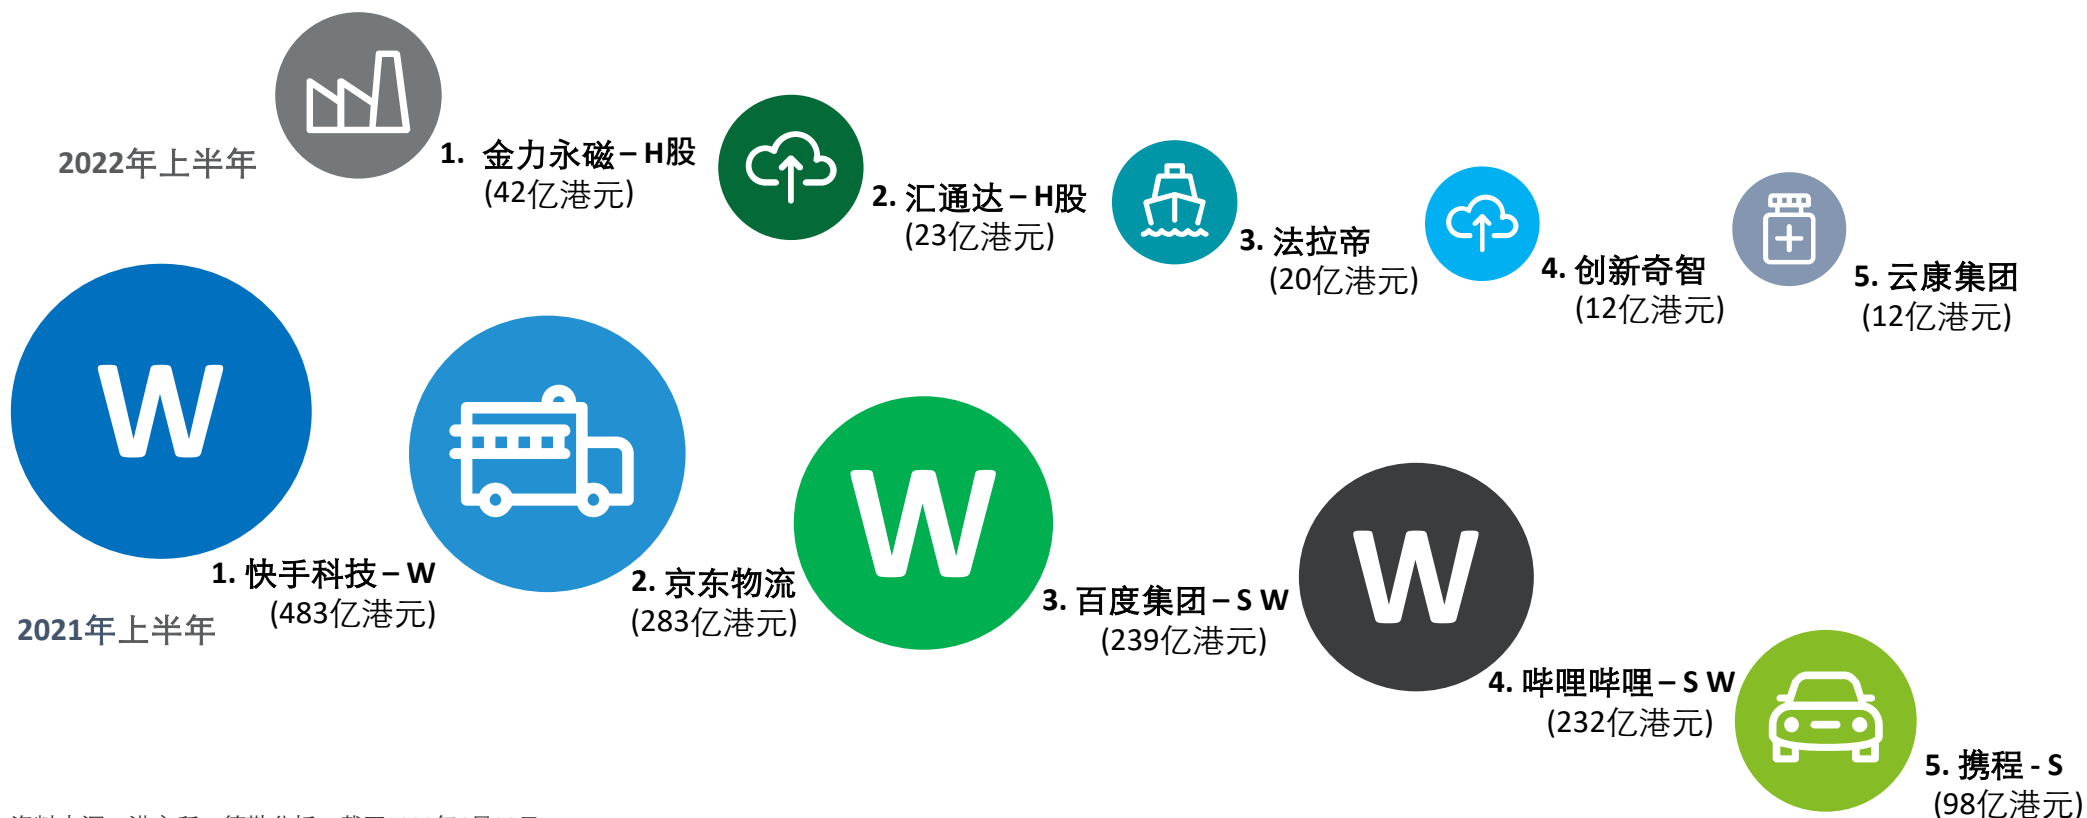 2022年上半年
1. 金力永磁 – H股
(42亿港元)
2. 汇通达 – H股
(23亿港元)
3. 法拉帝
(20亿港元)
4. 创新奇智
(12亿港元)
5. 云康集团
(12亿港元)
W
W
W
2021年上半年
1. 快手科技 – W
(483亿港元)
2. 京东物流
(283亿港元)
3. 百度集团 – S W
(239亿港元)
4. 哔哩哔哩 – S W
(232亿港元)
5. 携程 - S
(98亿港元)